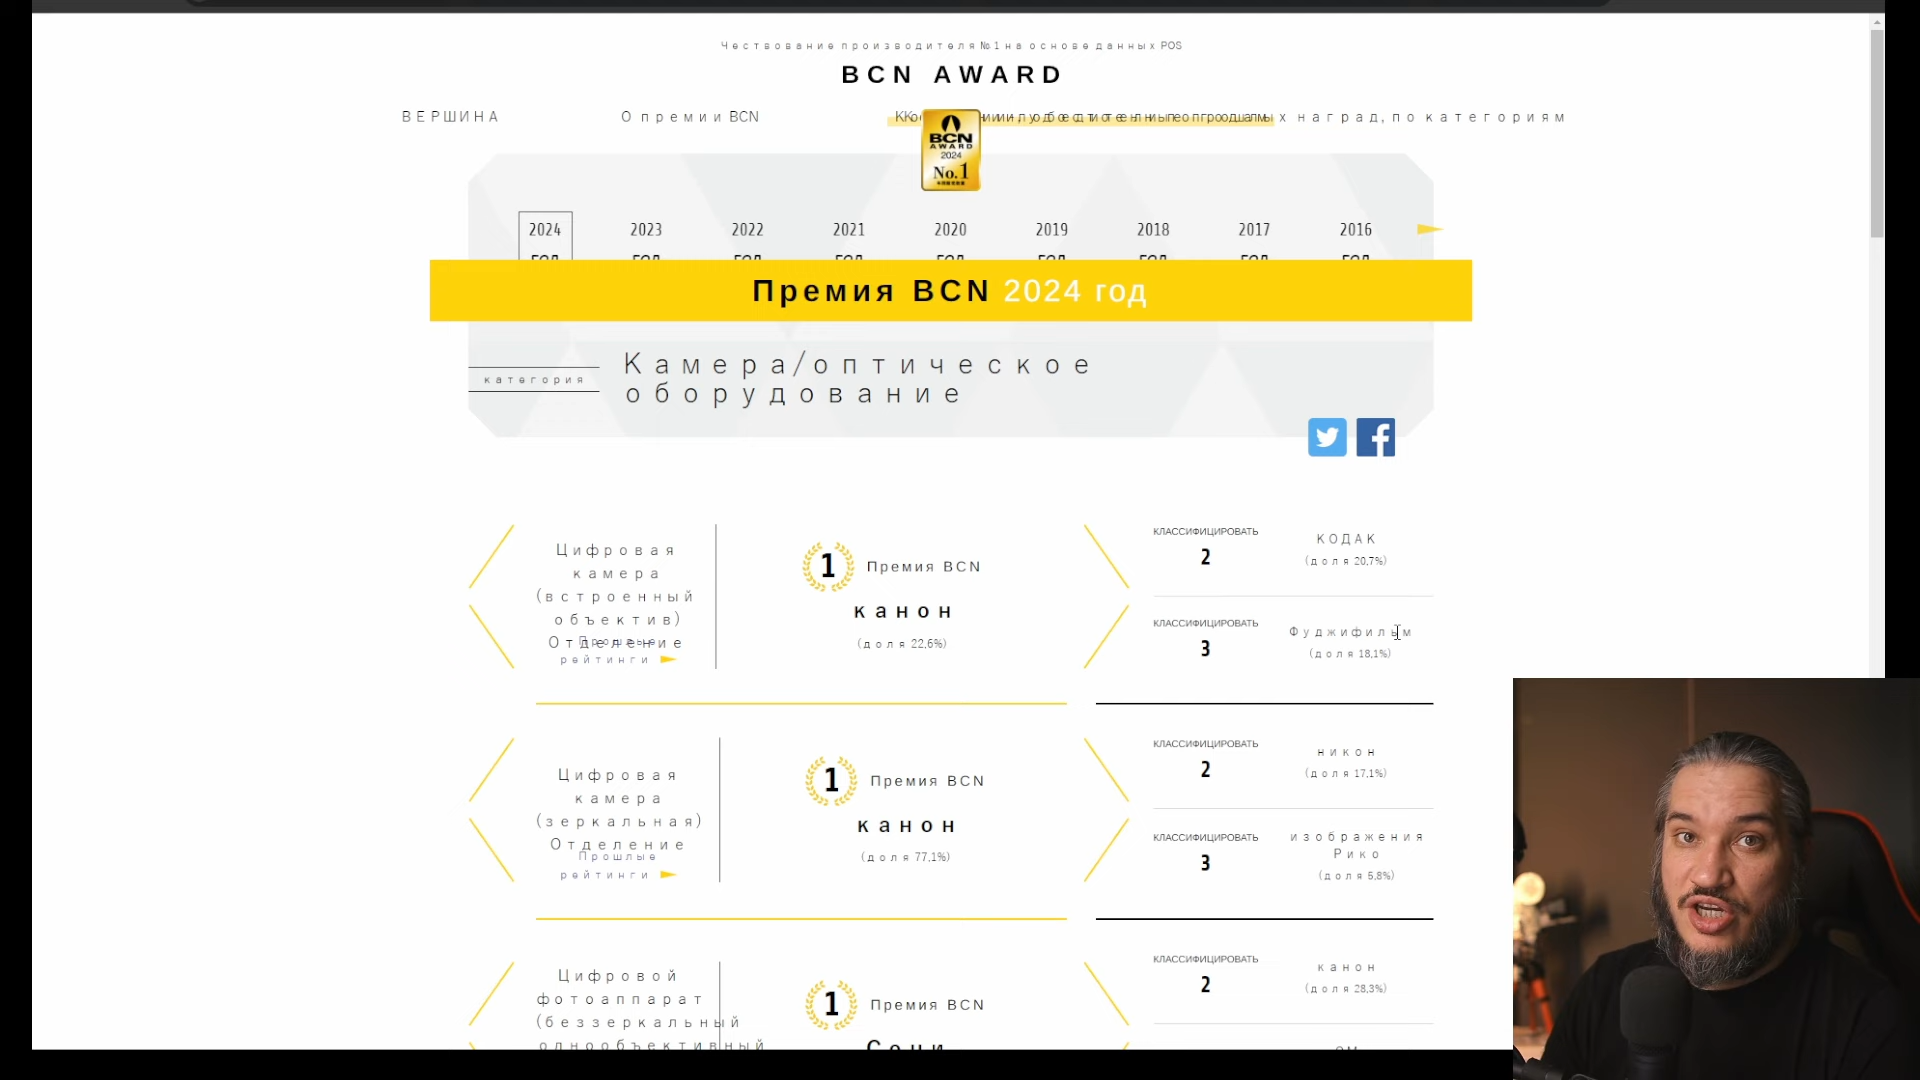 Чествование производителя №1 на основе данных POS
BCN AWARD
ВЕРШИНА
О премии BCN
наград, по категориям
BCN
AWARD
2024
No.1
2024
2023
2022
2021
2020
2019
2018
2017
2016
Премия BCN 2024 год
категория
Камера/оптическое
оборудование
Цифровая
камера
(встроенный
объектив)
Отделение
Прошлые
рейтинги
1
Премия BCN
канон
(доля 22,6%)
КЛАССИФИЦИРОВАТЬ
2
КОДАК
(доля 20,7%)
КЛАССИФИЦИРОВАТЬ
3
Фуджифильм
(доля 18,1%)
Цифровая
камера
(зеркальная)
Отделение
Прошлые
рейтинги
1
Премия BCN
канон
(доля 77,1%)
КЛАССИФИЦИРОВАТЬ
2
никон
(доля 17,1%)
КЛАССИФИЦИРОВАТЬ
3
изображения
Рико
(доля 5,8%)
Цифровой
фотоаппарат
(беззеркальный
однообъективный
1
Премия BCN
Сони
КЛАССИФИЦИРОВАТЬ
2
канон
(доля 28,3%)